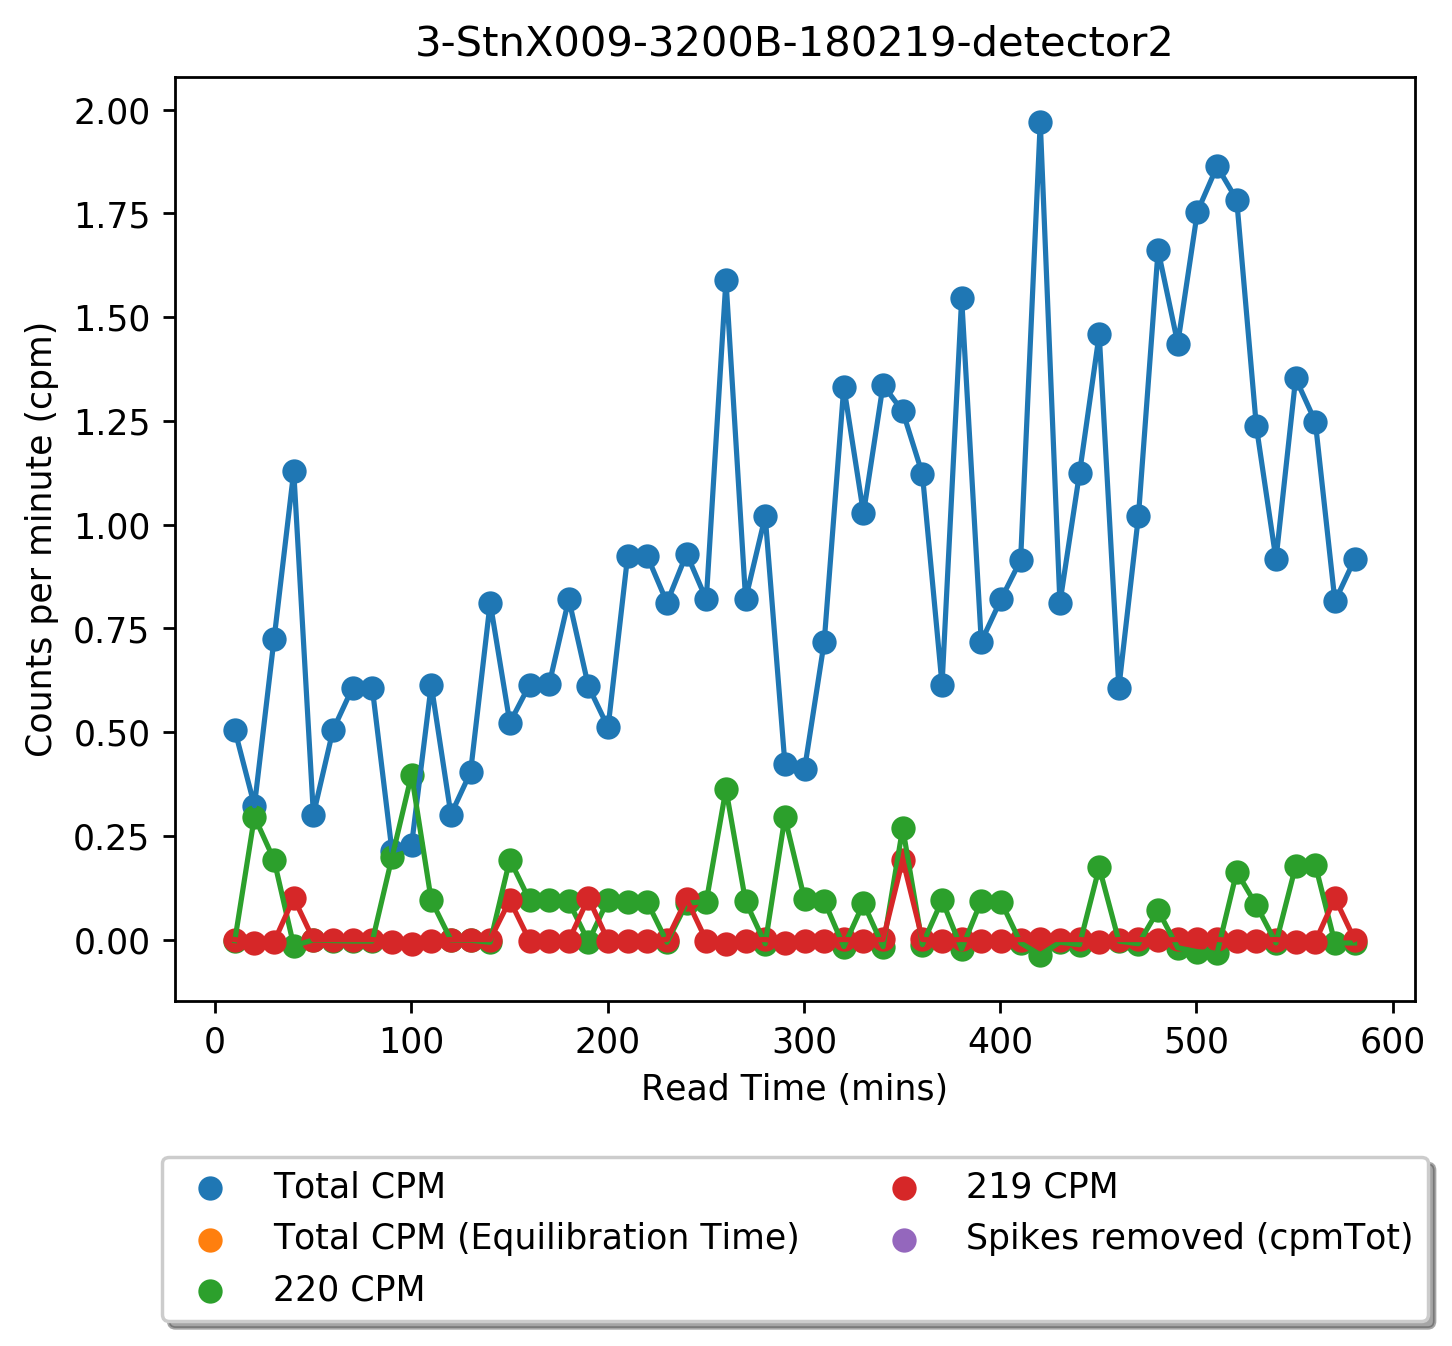 3-StnX009-3200B-180219-detector2
2.00
1.75
1.50
1.25
1.00
0.75
0.50
0.25
0.00
Counts per minute (cpm)
0 100 200 300 400 500 600
Read Time (mins)
Total CPM
Total CPM (Equilibration Time)
220 CPM
219 CPM
Spikes removed (cpmTot)